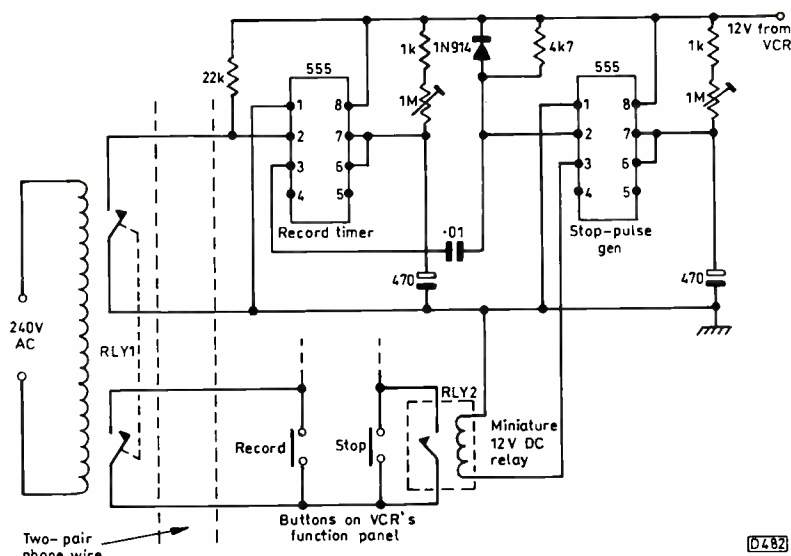 12V from
VCR
1k
1N914
4k7
1k
22k
555
1M
555
1M
1
8
2
7
3
6
4
5
Record timer
1
8
2
7
3
6
4
5
Stop-pulse
gen
·01
470
470
240V
AC
RLY1
RLY2
Record
Stop
Miniature
12V DC
relay
Buttons on VCR's
function panel
Two-pair
phone wire
D482